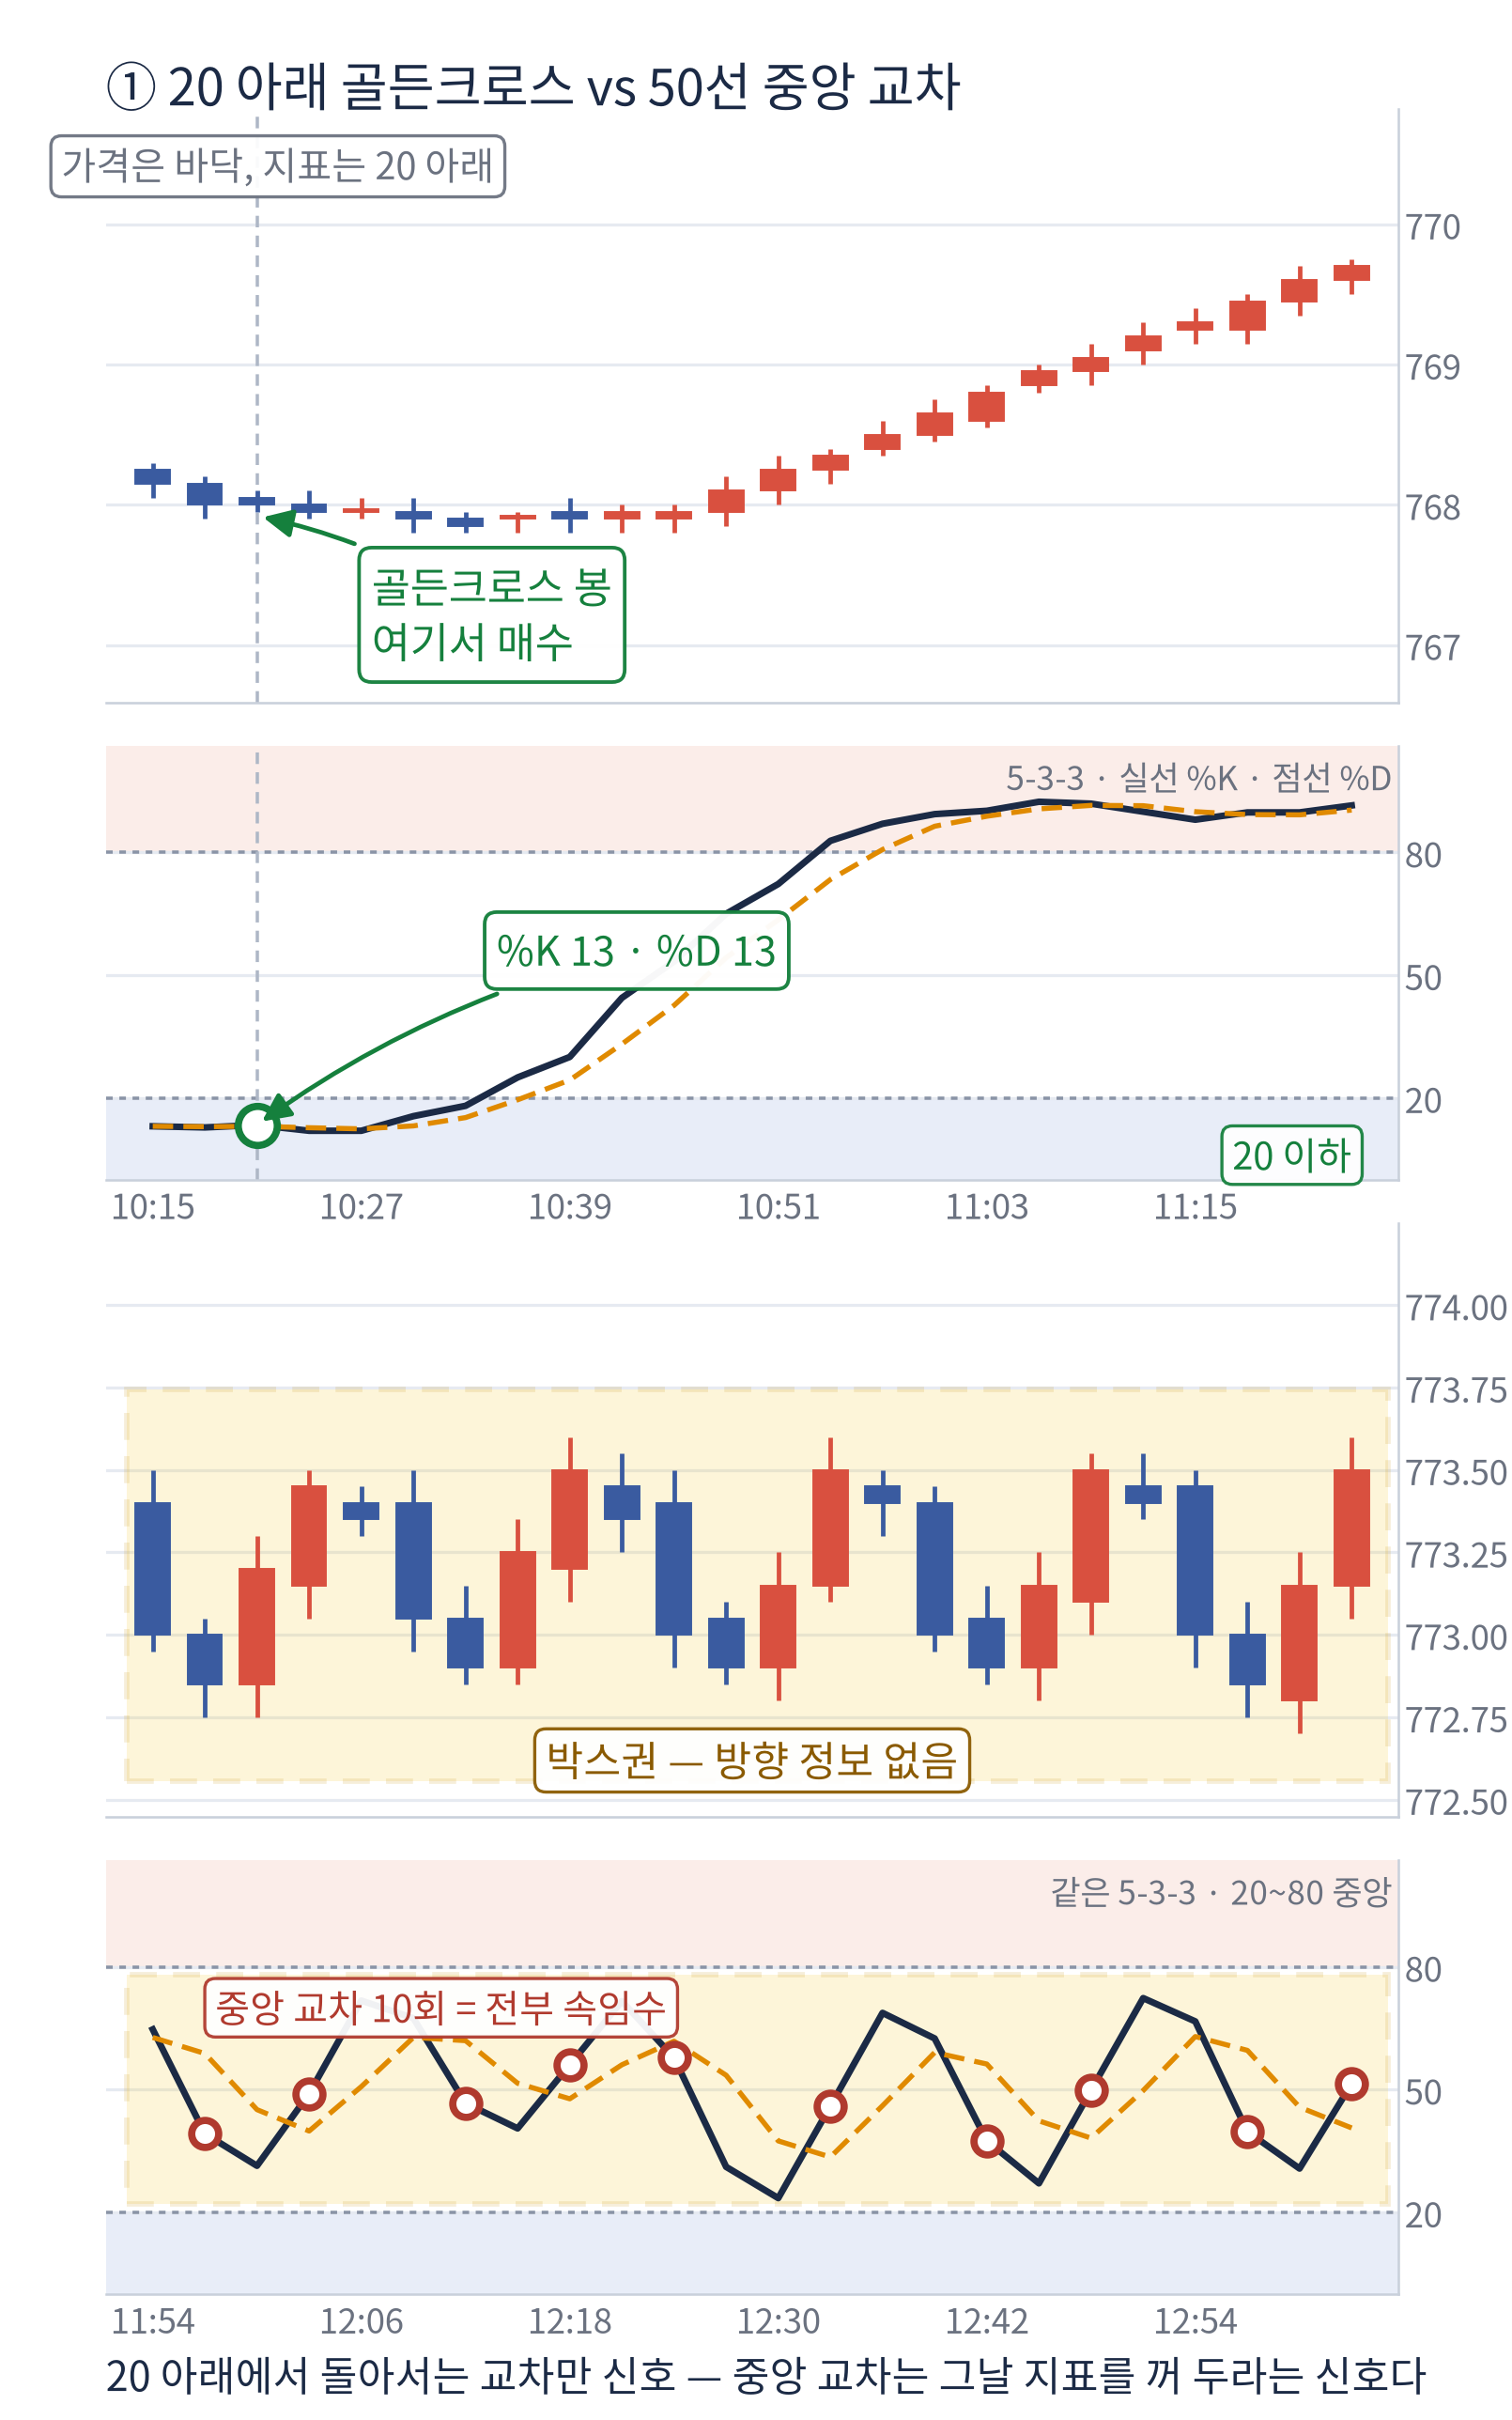 ① 20 아래 골든크로스 vs 50선 중앙 교차
가격은 바닥, 지표는 20 아래
770
769
768
골든크로스 봉
여기서 매수
767
5-3-3 · 실선 %K · 점선 %D
80
%K 13 · %D 13
50
20
20 이하
10:15 10:27 10:39 10:51 11:03 11:15
774.00
773.75
773.50
773.25
773.00
772.75
박스권 — 방향 정보 없음
772.50
같은 5-3-3 · 20~80 중앙
80
중앙 교차 10회 = 전부 속임수
50
20
11:54 12:06 12:18 12:30 12:42 12:54
20 아래에서 돌아서는 교차만 신호 — 중앙 교차는 그날 지표를 꺼 두라는 신호다